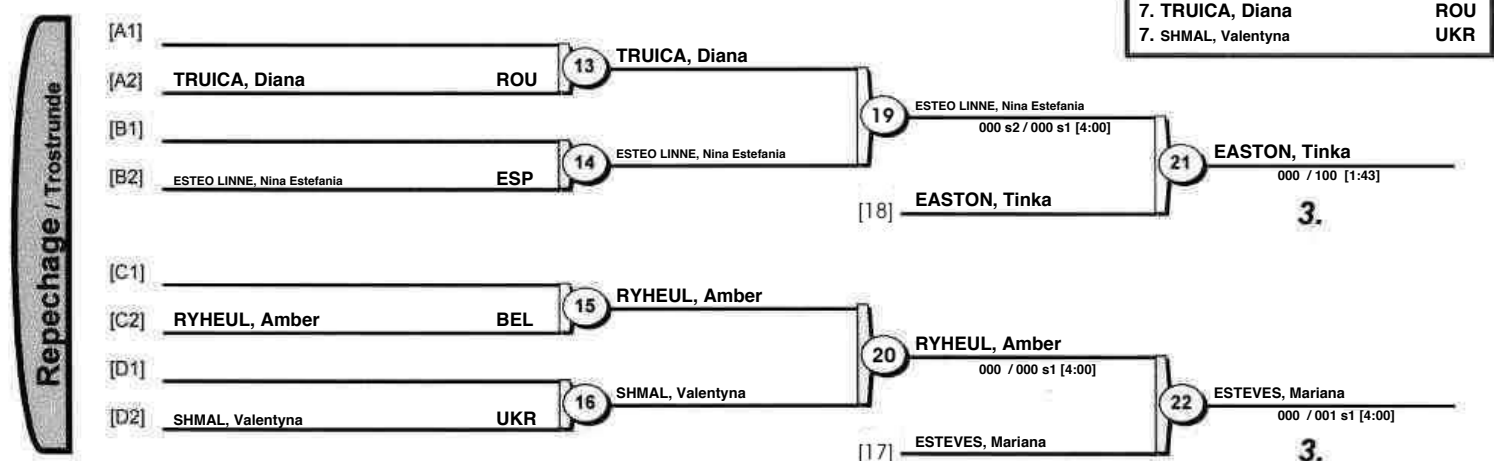 7. TRUICA, Diana ROU
7. SHMAL, Valentyna UKR
Repechage / Trostrunde
[A1]
[A2] TRUICA, Diana ROU
13 TRUICA, Diana
[B1]
[B2] ESTEO LINNE, Nina Estefania ESP
14 ESTEO LINNE, Nina Estefania
19 ESTEO LINNE, Nina Estefania
000 s2 / 000 s1 [4:00]
[18] EASTON, Tinka
21 EASTON, Tinka
000 / 100 [1:43]
3.
[C1]
[C2] RYHEUL, Amber BEL
15 RYHEUL, Amber
[D1]
[D2] SHMAL, Valentyna UKR
16 SHMAL, Valentyna
20 RYHEUL, Amber
000 / 000 s1 [4:00]
[17] ESTEVES, Mariana
22 ESTEVES, Mariana
000 / 001 s1 [4:00]
3.